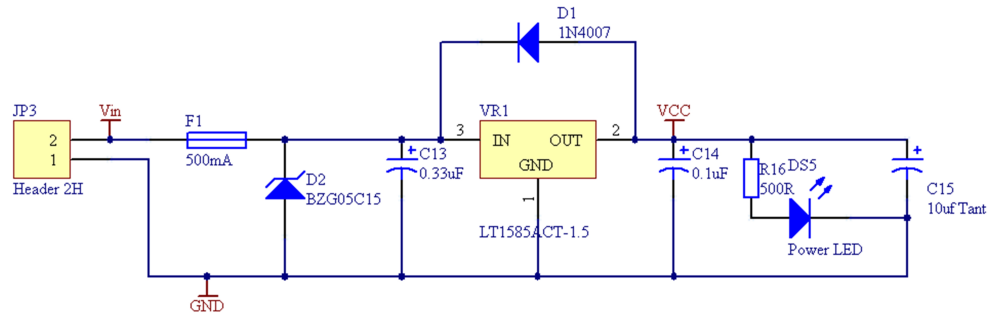 D1
1N4007
JP3
Vin
F1
VR1
VCC
2
1
500mA
3
IN
OUT
GND
2
1
C13
0.33uF
C14
0.1uF
R16
500R
DS5
D2
BZG05C15
Header 2H
C15
10uf Tant
LT1585ACT-1.5
Power LED
GND